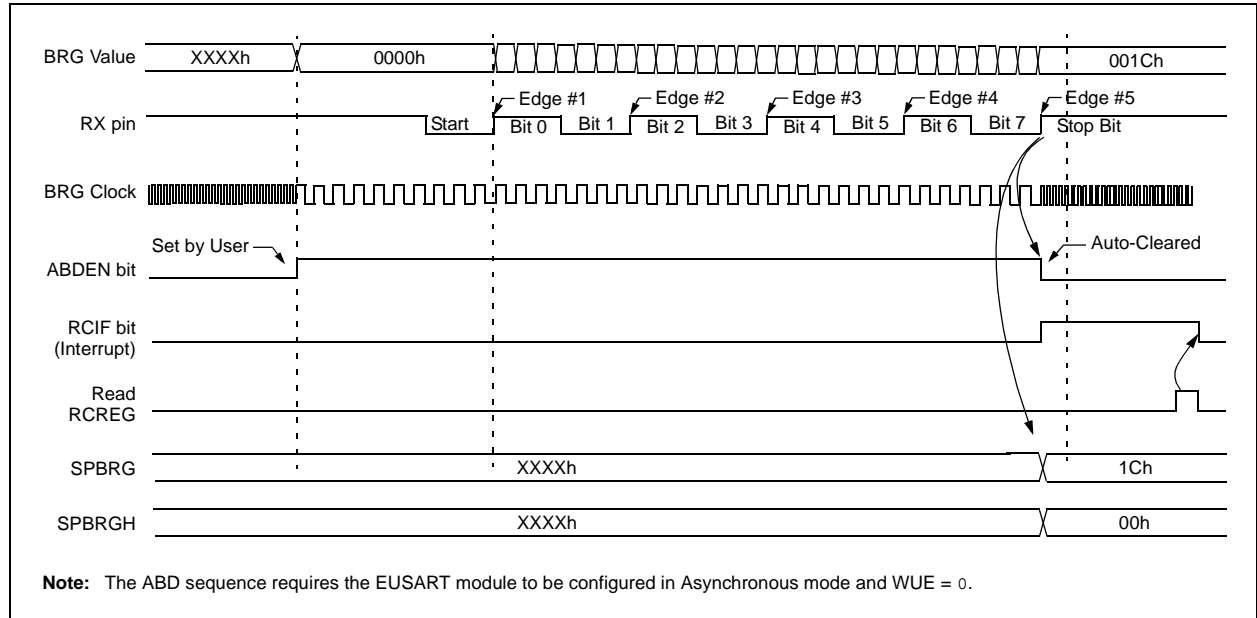 BRG Value XXXXh 0000h 001Ch
Edge #1 Edge #2 Edge #3 Edge #4 Edge #5
RX pin Start Bit 0 Bit 1 Bit 2 Bit 3 Bit 4 Bit 5 Bit 6 Bit 7 Stop Bit
BRG Clock
Set by User Auto-Cleared
ABDEN bit
RCIF bit
(Interrupt)
Read
RCREG
SPBRG XXXXh 1Ch
SPBRGH XXXXh 00h
Note: The ABD sequence requires the EUSART module to be configured in Asynchronous mode and WUE = 0.